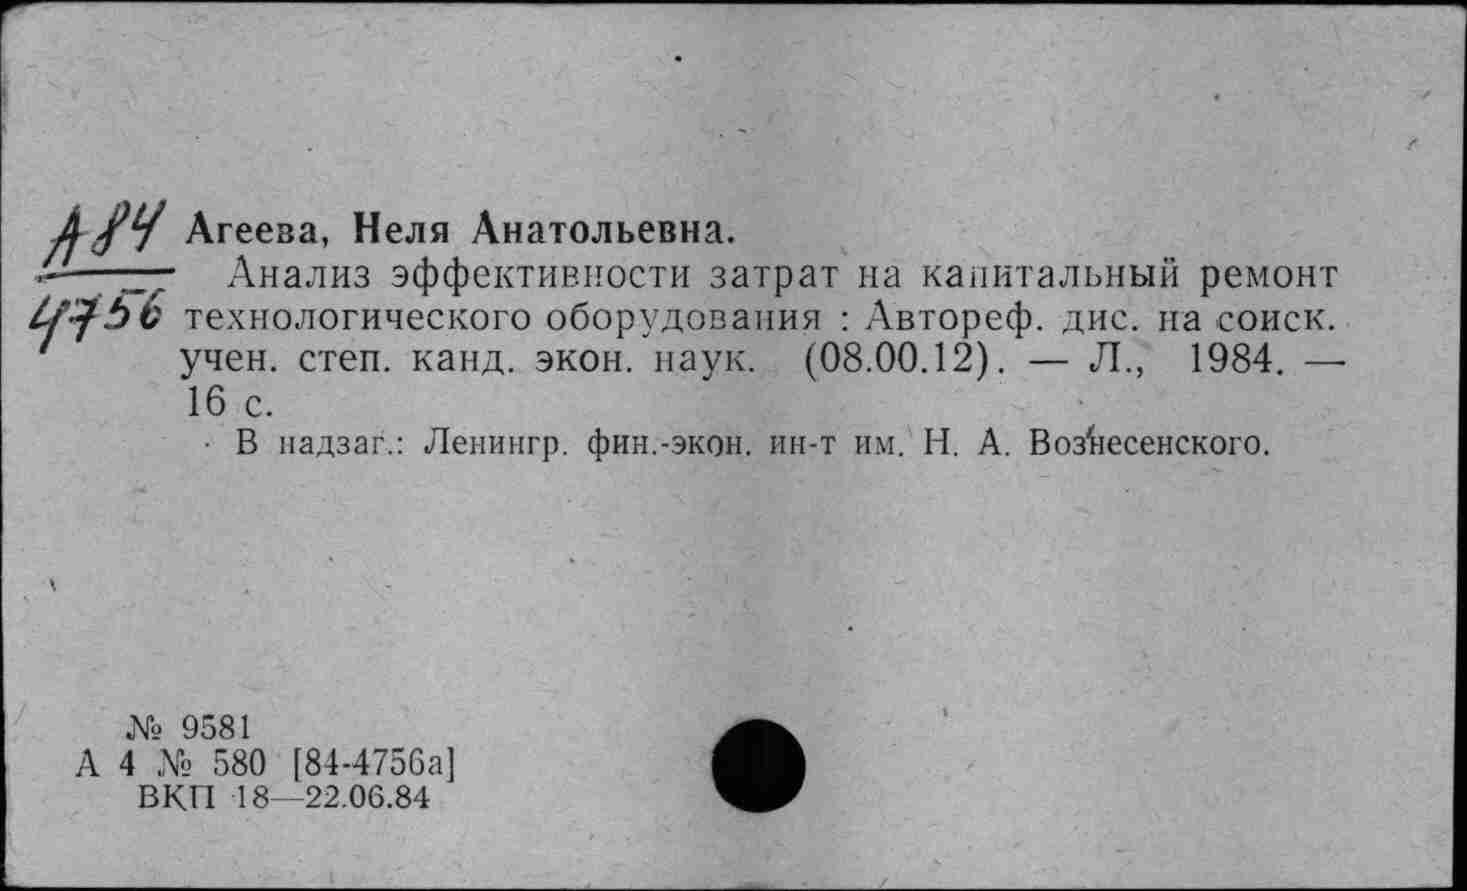 А84 Агеева, Неля Анатольевна.
Анализ эффективности затрат на капитальный ремонт
4756 технологического оборудования : Автореф. дис. на соиск.
учен. степ. канд. экон. наук. (08.00.12). — Л., 1984. —
16 с.
В надзаг.: Ленингр. фин.-экон. ин-т им. Н. А. Вознесенского.
№ 9581
А 4 № 580 [84-4756а]
ВКП 18—22.06.84